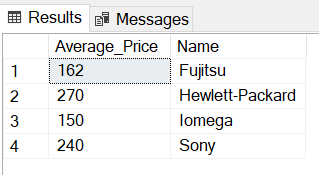 Results Messages
Average_Price Name
1 162 Fujitsu
2 270 Hewlett-Packard
3 150 Iomega
4 240 Sony